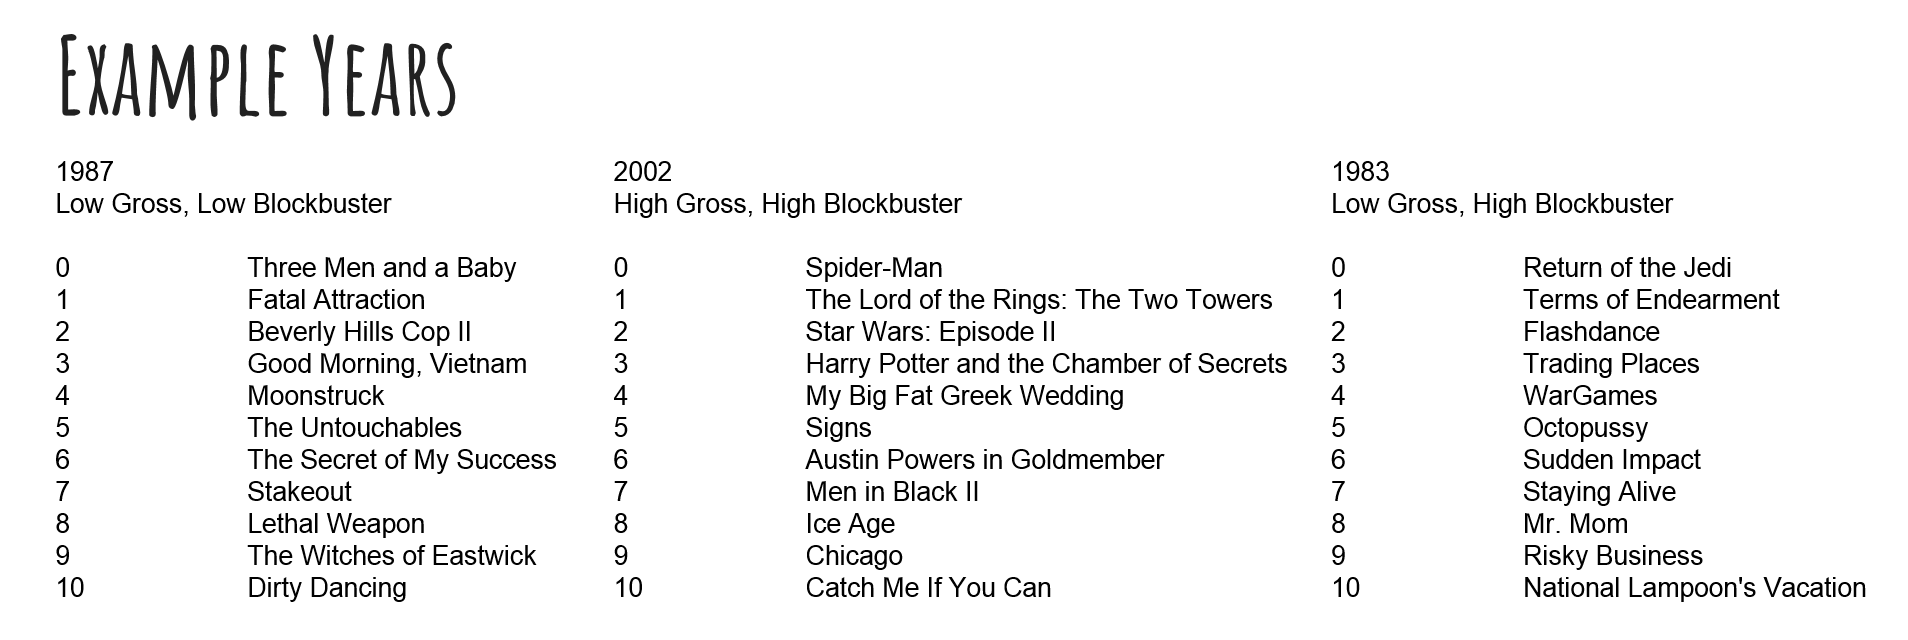 Example Years
1987
Low Gross, Low Blockbuster
0 Three Men and a Baby
1 Fatal Attraction
2 Beverly Hills Cop II
3 Good Morning, Vietnam
4 Moonstruck
5 The Untouchables
6 The Secret of My Success
7 Stakeout
8 Lethal Weapon
9 The Witches of Eastwick
10 Dirty Dancing
2002
High Gross, High Blockbuster
0 Spider-Man
1 The Lord of the Rings: The Two Towers
2 Star Wars: Episode II
3 Harry Potter and the Chamber of Secrets
4 My Big Fat Greek Wedding
5 Signs
6 Austin Powers in Goldmember
7 Men in Black II
8 Ice Age
9 Chicago
10 Catch Me If You Can
1983
Low Gross, High Blockbuster
0 Return of the Jedi
1 Terms of Endearment
2 Flashdance
3 Trading Places
4 WarGames
5 Octopussy
6 Sudden Impact
7 Staying Alive
8 Mr. Mom
9 Risky Business
10 National Lampoon's Vacation